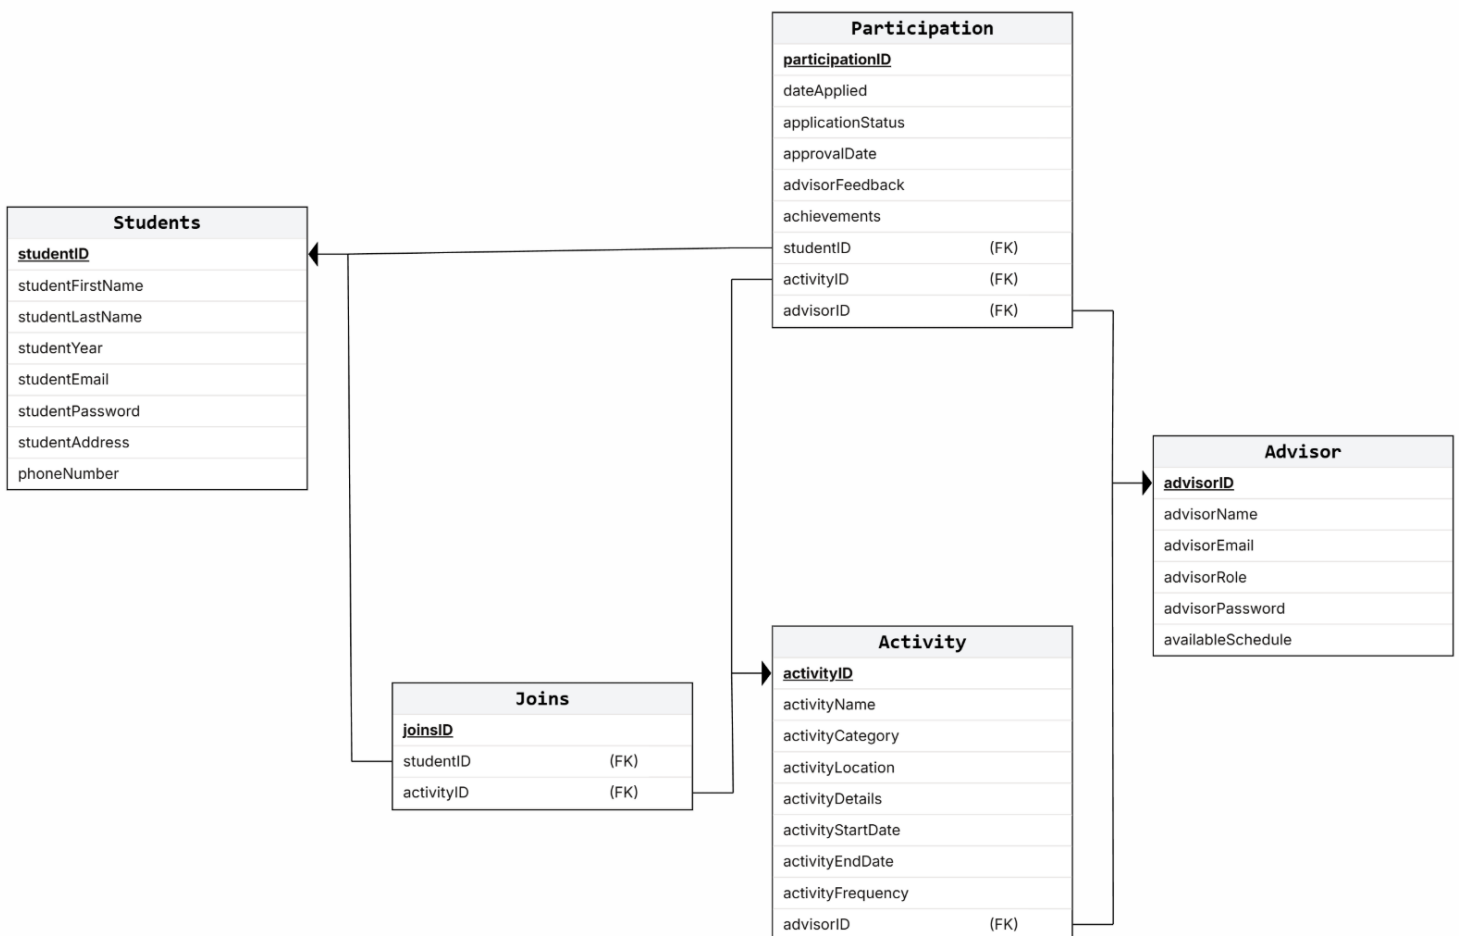 Participation
participationID
dateApplied
applicationStatus
approvalDate
advisorFeedback
achievements
studentID (FK)
activityID (FK)
advisorID (FK)
Students
studentID
studentFirstName
studentLastName
studentYear
studentEmail
studentPassword
studentAddress
phoneNumber
Advisor
advisorID
advisorName
advisorEmail
advisorRole
advisorPassword
availableSchedule
Joins
joinsID
studentID (FK)
activityID (FK)
Activity
activityID
activityName
activityCategory
activityLocation
activityDetails
activityStartDate
activityEndDate
activityFrequency
advisorID (FK)